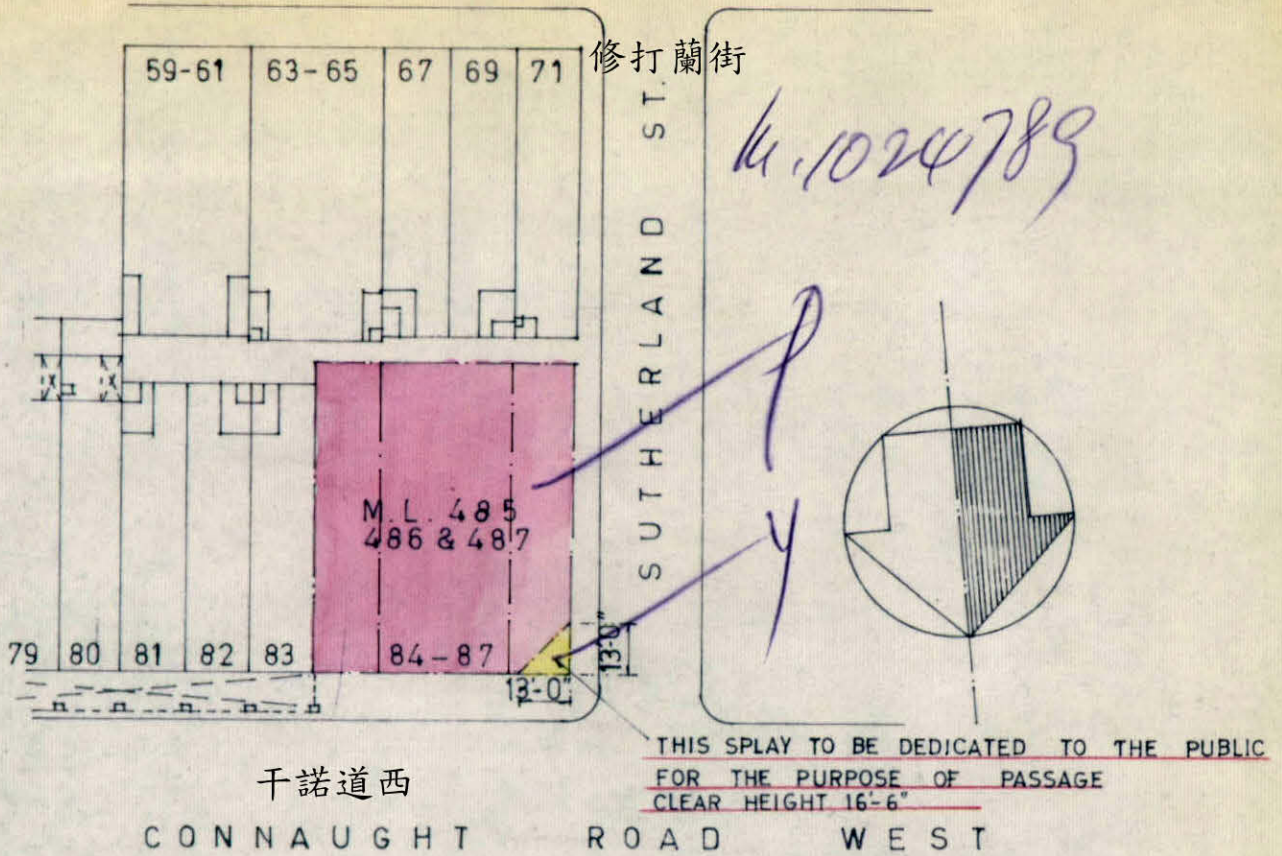 59-61 63-65 67 69 71
修打蘭街
SUTHERLAND ST.
M.1024789
P
Y
M.L. 485
486 & 487
79 80 81 82 83 84-87
13'-0"
13'-0"
THIS SPLAY TO BE DEDICATED TO THE PUBLIC
FOR THE PURPOSE OF PASSAGE
CLEAR HEIGHT 16'-6"
干諾道西
CONNAUGHT ROAD WEST